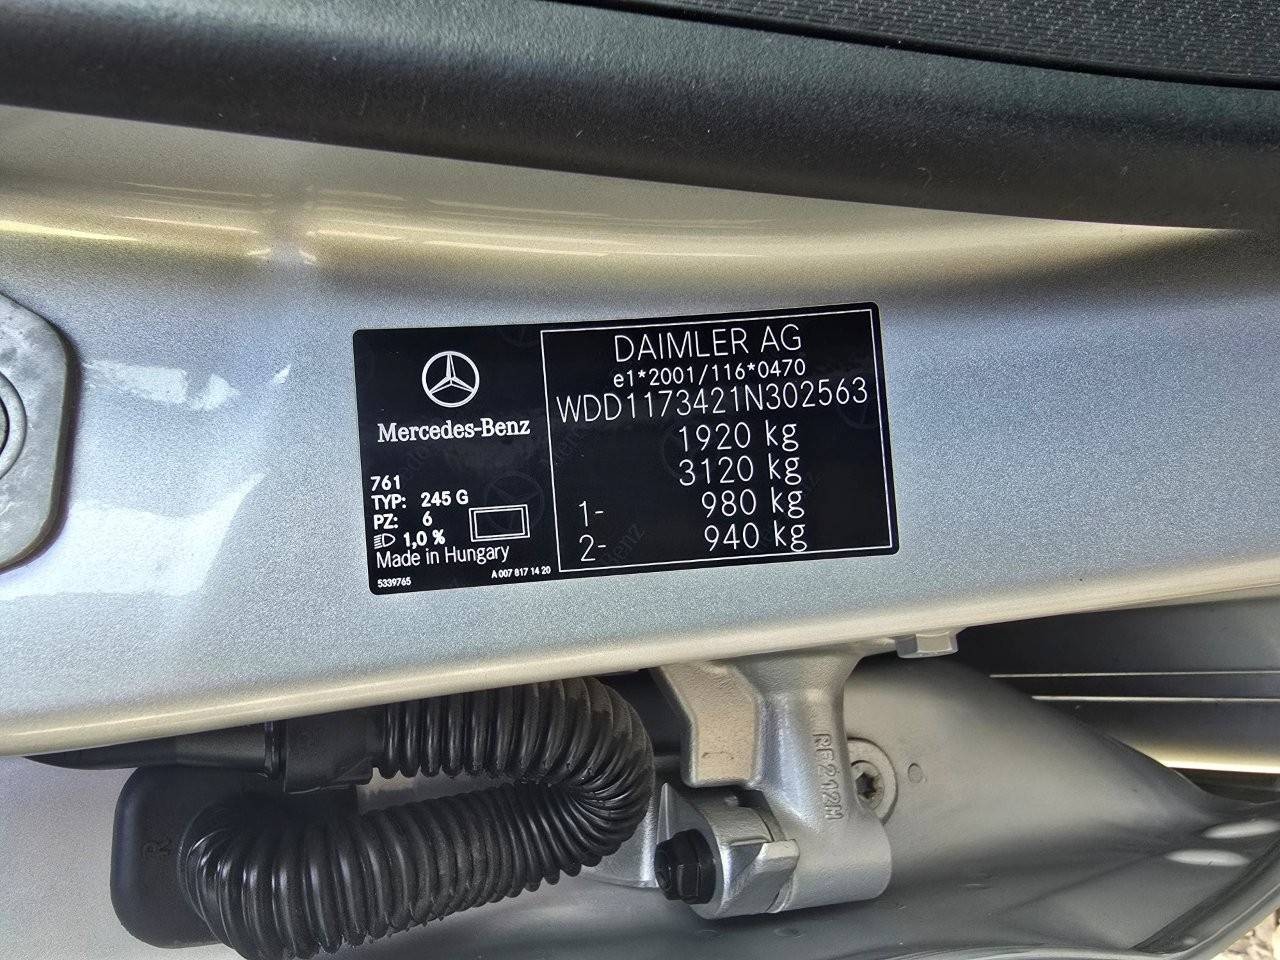 Mercedes-Benz
761
TYP: 245 G
PZ: 6
1,0 %
Made in Hungary
5339765
A 007 817 14 20
DAIMLER AG
e1*2001/116*0470
WDD1173421N302563
1920 kg
3120 kg
1- 980 kg
2- 940 kg
RF212M
R